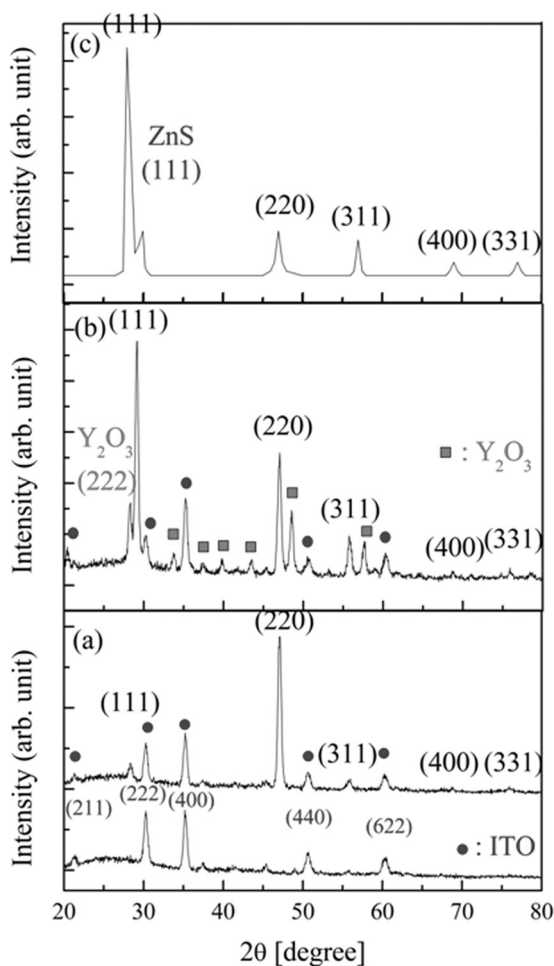 (111)
(c)
ZnS
(111)
(220)
(311)
(400) (331)
Intensity (arb. unit)
(b) (111)
Y₂O₃
(222)
(220)
: Y₂O₃
(311)
(400) (331)
Intensity (arb. unit)
(a)
(220)
(111)
(311)
(400) (331)
(211) (222) (400)
(440)
(622)
: ITO
Intensity (arb. unit)
20 30 40 50 60 70 80
2θ [degree]